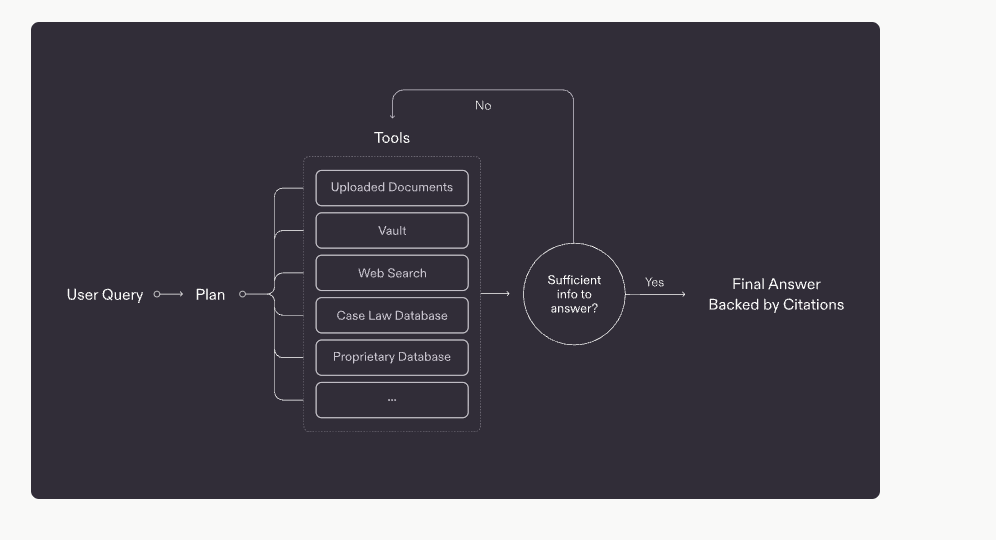 No
Tools
Uploaded Documents
Vault
Web Search
Case Law Database
Proprietary Database
...
User Query
Plan
Sufficient
info to
answer?
Yes
Final Answer
Backed by Citations